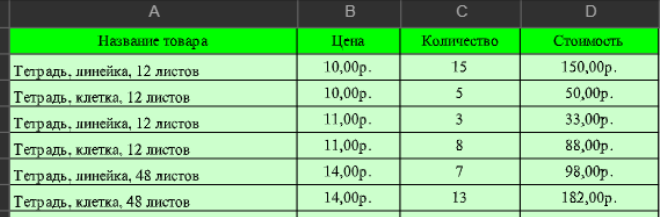 A B C D
Название товара Цена Количество Стоимость
Тетрадь, линейка, 12 листов 10,00р. 15 150,00р.
Тетрадь, клетка, 12 листов 10,00р. 5 50,00р.
Тетрадь, линейка, 12 листов 11,00р. 3 33,00р.
Тетрадь, клетка, 12 листов 11,00р. 8 88,00р.
Тетрадь, линейка, 48 листов 14,00р. 7 98,00р.
Тетрадь, клетка, 48 листов 14,00р. 13 182,00р.